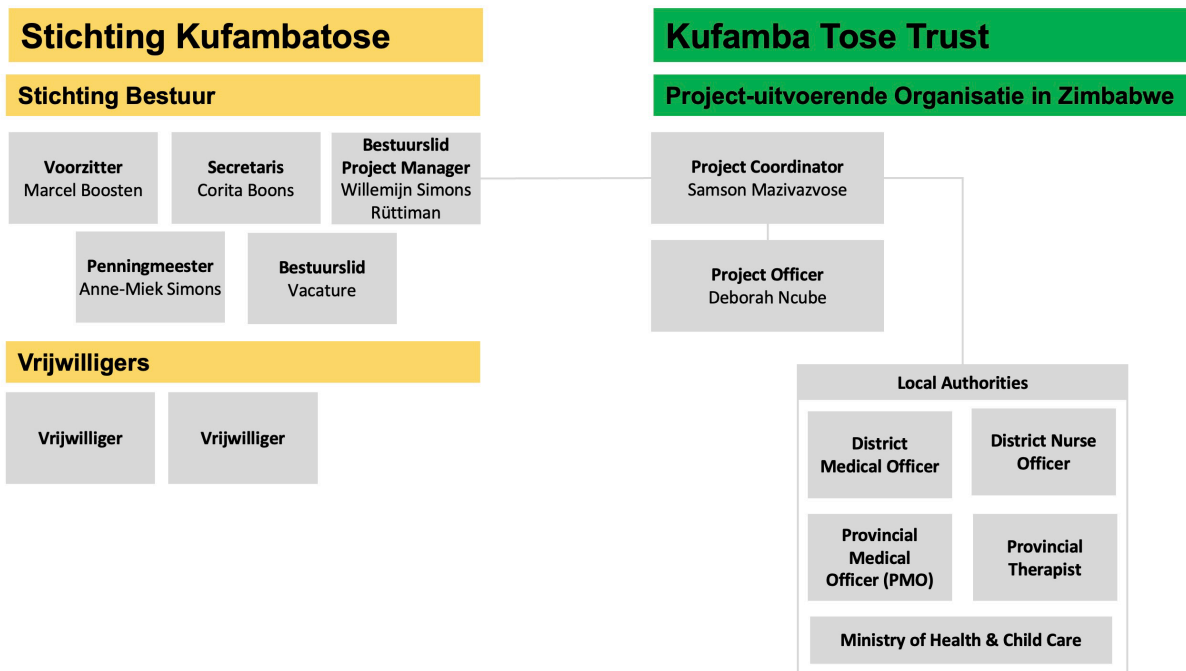 Stichting Kufambatose
Stichting Bestuur
Voorzitter
Marcel Boosten
Secretaris
Corita Boons
Bestuurslid
Project Manager
Willemijn Simons
Rüttiman
Penningmeester
Anne-Miek Simons
Bestuurslid
Vacature
Vrijwilligers
Vrijwilliger
Vrijwilliger
Kufamba Tose Trust
Project-uitvoerende Organisatie in Zimbabwe
Project Coordinator
Samson Mazivazvose
Project Officer
Deborah Ncube
Local Authorities
District
Medical Officer
District Nurse
Officer
Provincial
Medical
Officer (PMO)
Provincial
Therapist
Ministry of Health & Child Care